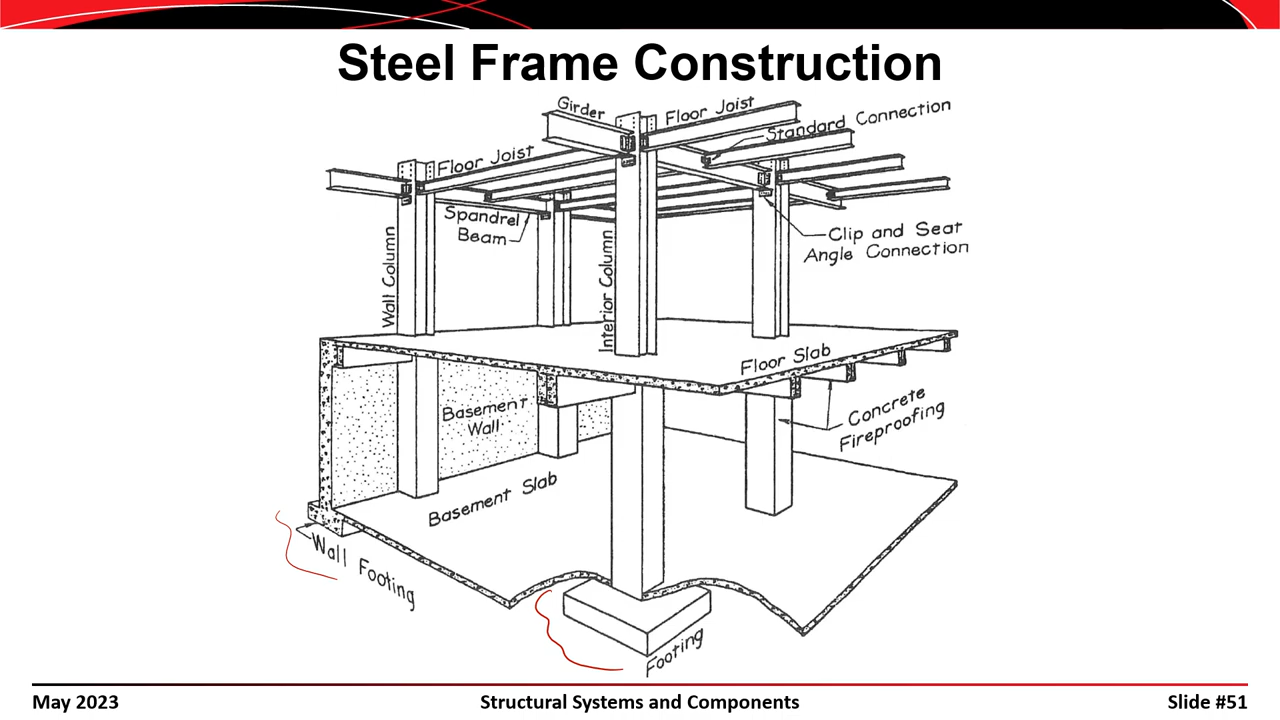 Steel Frame Construction
Girder
Floor Joist
Standard Connection
Floor Joist
Spandrel
Beam
Clip and Seat
Angle Connection
Wall Column
Interior Column
Floor Slab
Basement
Wall
Concrete
Fireproofing
Basement Slab
Wall Footing
Footing
May 2023
Structural Systems and Components
Slide #51